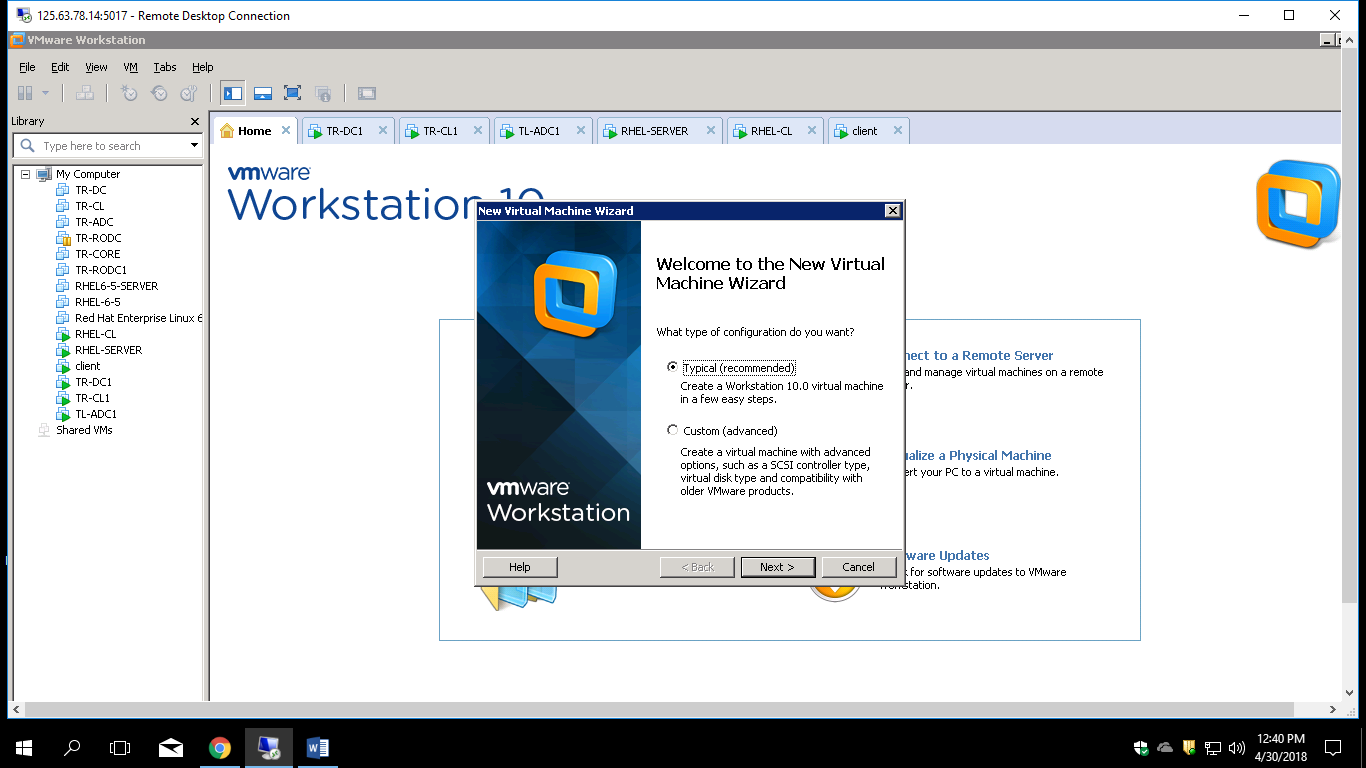 125.63.78.14:5017 - Remote Desktop Connection
VMware Workstation
File Edit View VM Tabs Help
Library
Type here to search
My Computer
TR-DC
TR-CL
TR-ADC
TR-RODC
TR-CORE
TR-RODC1
RHEL6-5-SERVER
RHEL-6-5
Red Hat Enterprise Linux 6
RHEL-CL
RHEL-SERVER
client
TR-DC1
TR-CL1
TL-ADC1
Shared VMs
Home TR-DC1 TR-CL1 TL-ADC1 RHEL-SERVER RHEL-CL client
vmware
Workstation 10
New Virtual Machine Wizard
vmware
Workstation
Welcome to the New Virtual
Machine Wizard
What type of configuration do you want?
Typical (recommended)
Create a Workstation 10.0 virtual machine
in a few easy steps.
Custom (advanced)
Create a virtual machine with advanced
options, such as a SCSI controller type,
virtual disk type and compatibility with
older VMware products.
Help < Back Next > Cancel
to a Remote Server
and manage virtual machines on a remote
a Physical Machine
your PC to a virtual machine.
Updates
for software updates to VMware
12:40 PM
4/30/2018